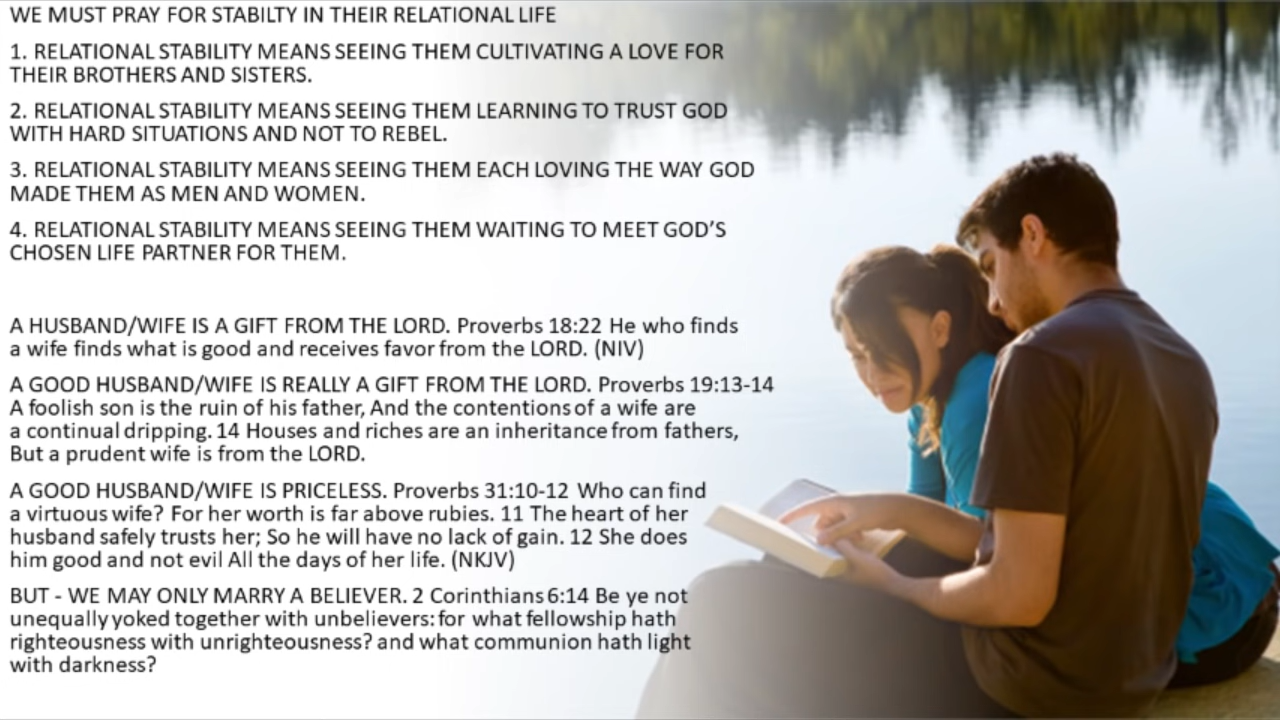 WE MUST PRAY FOR STABILTY IN THEIR RELATIONAL LIFE
1. RELATIONAL STABILITY MEANS SEEING THEM CULTIVATING A LOVE FOR
THEIR BROTHERS AND SISTERS.
2. RELATIONAL STABILITY MEANS SEEING THEM LEARNING TO TRUST GOD
WITH HARD SITUATIONS AND NOT TO REBEL.
3. RELATIONAL STABILITY MEANS SEEING THEM EACH LOVING THE WAY GOD
MADE THEM AS MEN AND WOMEN.
4. RELATIONAL STABILITY MEANS SEEING THEM WAITING TO MEET GOD’S
CHOSEN LIFE PARTNER FOR THEM.
A HUSBAND/WIFE IS A GIFT FROM THE LORD. Proverbs 18:22 He who finds
a wife finds what is good and receives favor from the LORD. (NIV)
A GOOD HUSBAND/WIFE IS REALLY A GIFT FROM THE LORD. Proverbs 19:13-14
A foolish son is the ruin of his father, And the contentions of a wife are
a continual dripping. 14 Houses and riches are an inheritance from fathers,
But a prudent wife is from the LORD.
A GOOD HUSBAND/WIFE IS PRICELESS. Proverbs 31:10-12 Who can find
a virtuous wife? For her worth is far above rubies. 11 The heart of her
husband safely trusts her; So he will have no lack of gain. 12 She does
him good and not evil All the days of her life. (NKJV)
BUT - WE MAY ONLY MARRY A BELIEVER. 2 Corinthians 6:14 Be ye not
unequally yoked together with unbelievers: for what fellowship hath
righteousness with unrighteousness? and what communion hath light
with darkness?